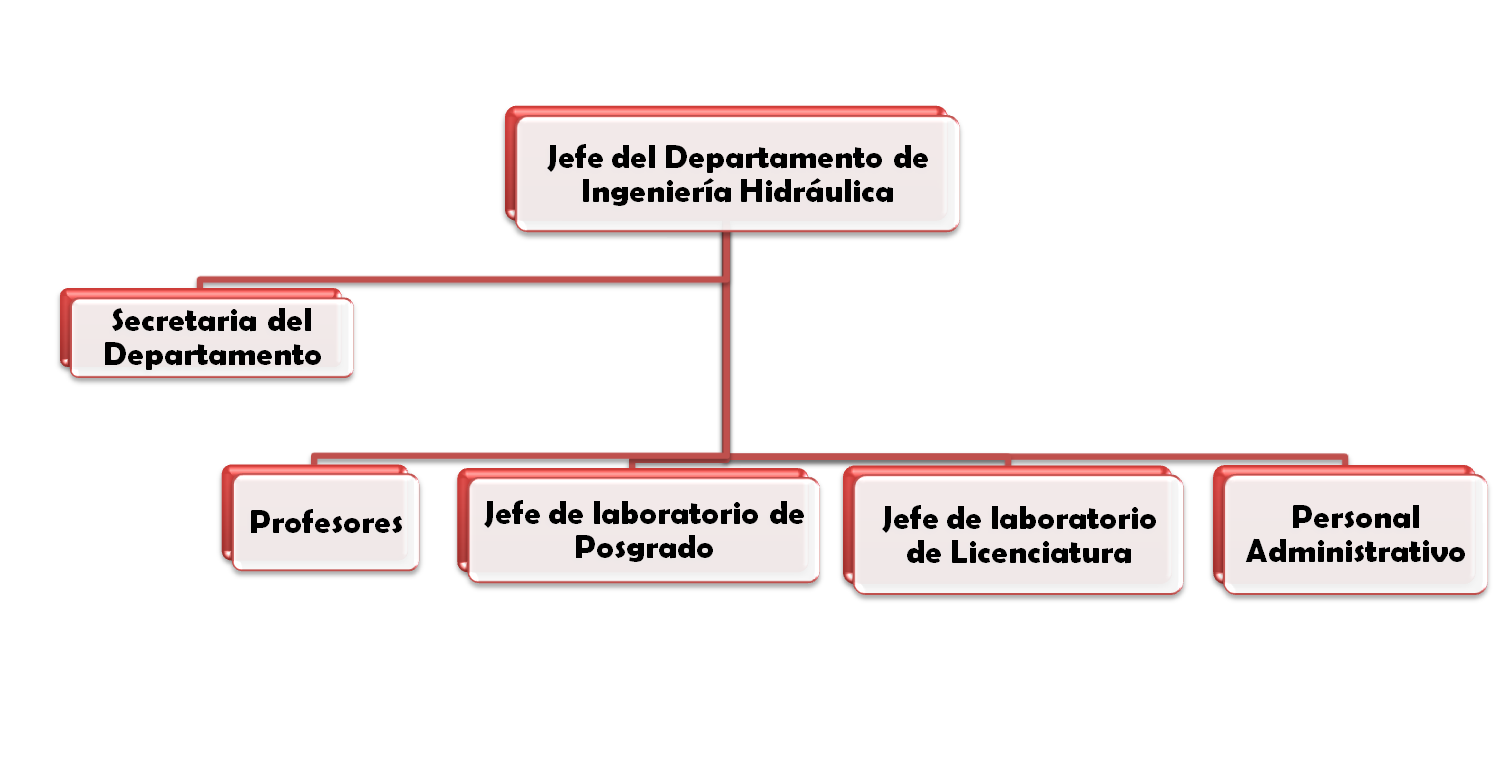 Jefe del Departamento de
Ingeniería Hidráulica
Secretaria del
Departamento
Profesores
Jefe de laboratorio de
Posgrado
Jefe de laboratorio
de Licenciatura
Personal
Administrativo